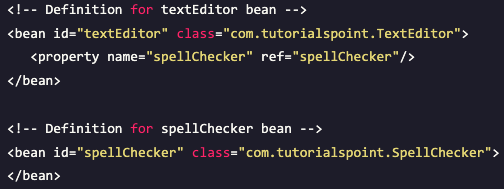 <!-- Definition for textEditor bean -->
<bean id="textEditor" class="com.tutorialspoint.TextEditor">
<property name="spellChecker" ref="spellChecker"/>
</bean>
<!-- Definition for spellChecker bean -->
<bean id="spellChecker" class="com.tutorialspoint.SpellChecker">
</bean>